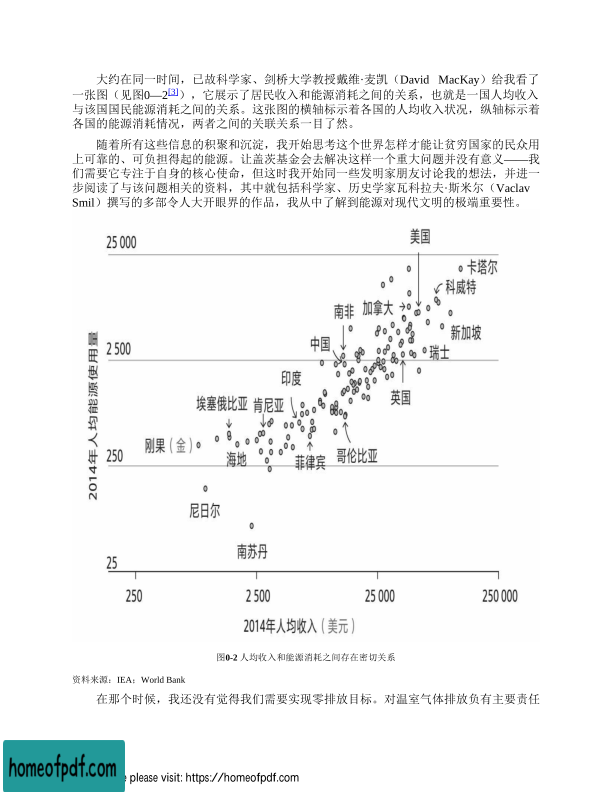 大约在同一时间，已故科学家、剑桥大学教授戴维·麦凯（David MacKay）给我看了
一张图（见图0—2[3]），它展示了居民收入和能源消耗之间的关系，也就是一国人均收入
与该国国民能源消耗之间的关系。这张图的横轴标示着各国的人均收入状况，纵轴标示着
各国的能源消耗情况，两者之间的关联关系一目了然。
随着所有这些信息的积聚和沉淀，我开始思考这个世界怎样才能让贫穷国家的民众用
上可靠的、可负担得起的能源。让盖茨基金会去解决这样一个重大问题并没有意义——我
们需要它专注于自身的核心使命，但这时我开始同一些发明家朋友讨论我的想法，并进一
步阅读了与该问题相关的资料，其中就包括科学家、历史学家瓦科拉夫·斯米尔（Vaclav
Smil）撰写的多部令人大开眼界的作品，我从中了解到能源对现代文明的极端重要性。
美国
25 000
卡塔尔
科威特
南非
加拿大
新加坡
中国
瑞士
2 500
印度
英国
埃塞俄比亚
肯尼亚
刚果（金）
海地
菲律宾
哥伦比亚
250
尼日尔
南苏丹
25
2014年人均能源使用量
250
2 500
25 000
250 000
2014年人均收入（美元）
图0-2 人均收入和能源消耗之间存在密切关系
资料来源：IEA；World Bank
在那个时候，我还没有觉得我们需要实现零排放目标。对温室气体排放负有主要责任
homeofpdf.com
please visit: https://homeofpdf.com